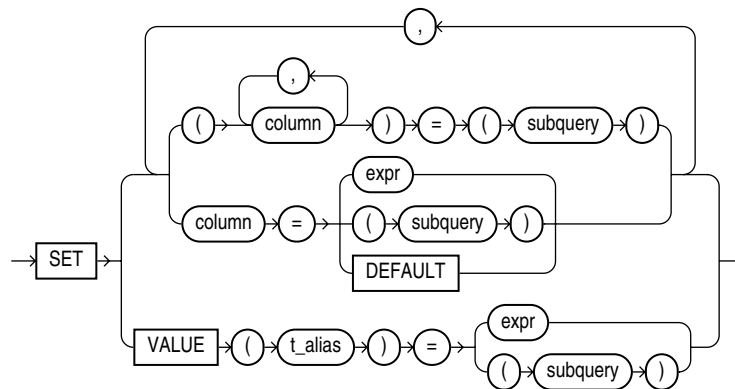 ,
,
( column ) = ( subquery )
expr
column = ( subquery )
SET DEFAULT
VALUE ( t_alias ) = expr
( subquery )